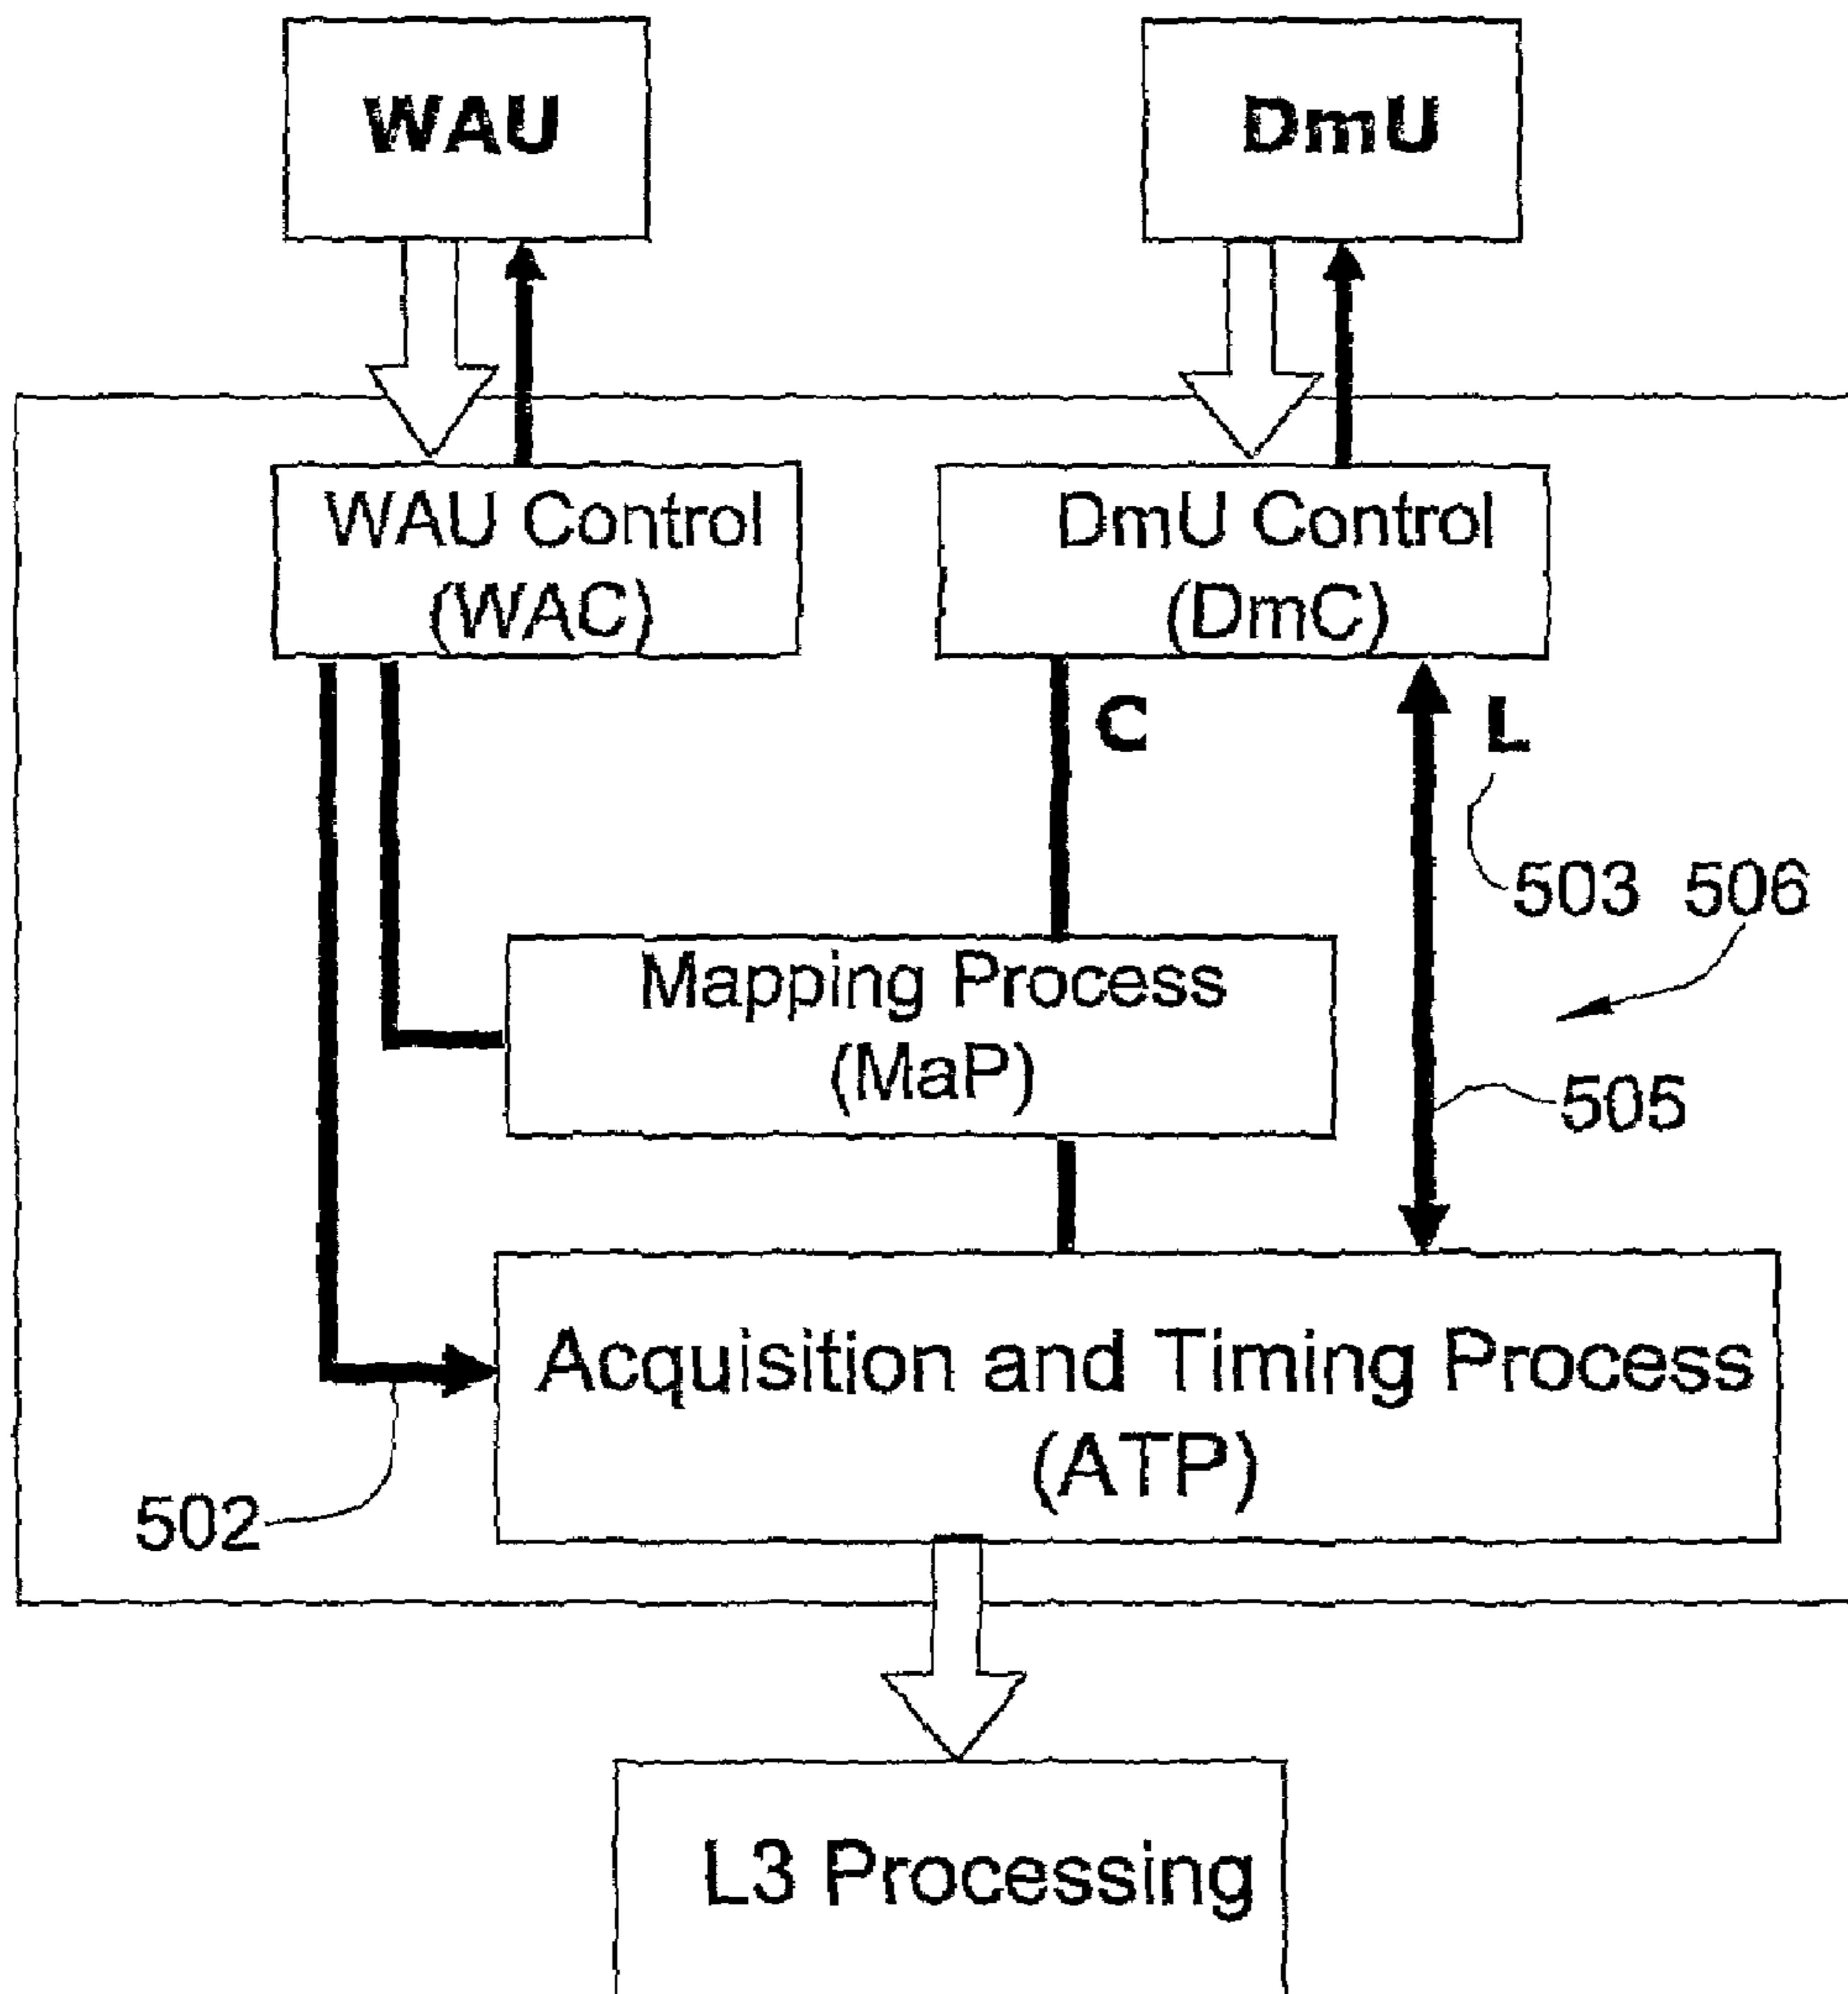 WAU
DmU
WAU Control
(WAC)
DmU Control
(DmC)
C
L
503
506
Mapping Process
(MaP)
505
Acquisition and Timing Process
(ATP)
502
L3 Processing